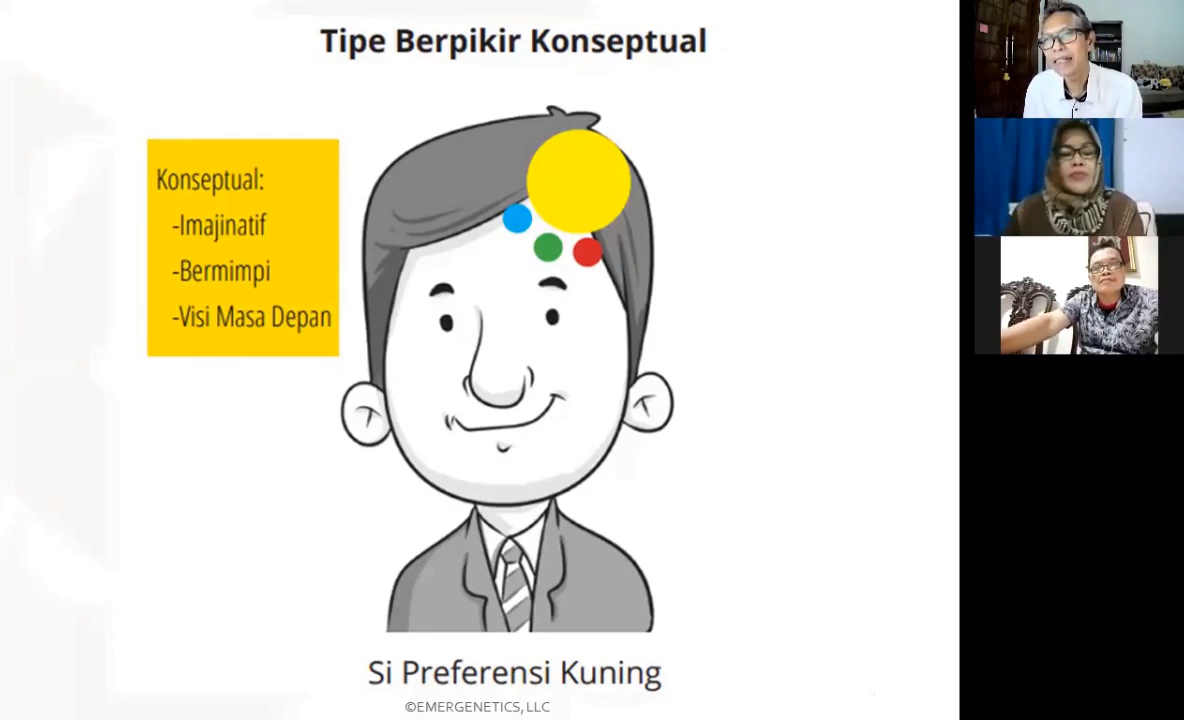 Tipe Berpikir Konseptual
Konseptual:
-Imajinatif
-Bermimpi
-Visi Masa Depan
Si Preferensi Kuning
©EMERGENETICS, LLC